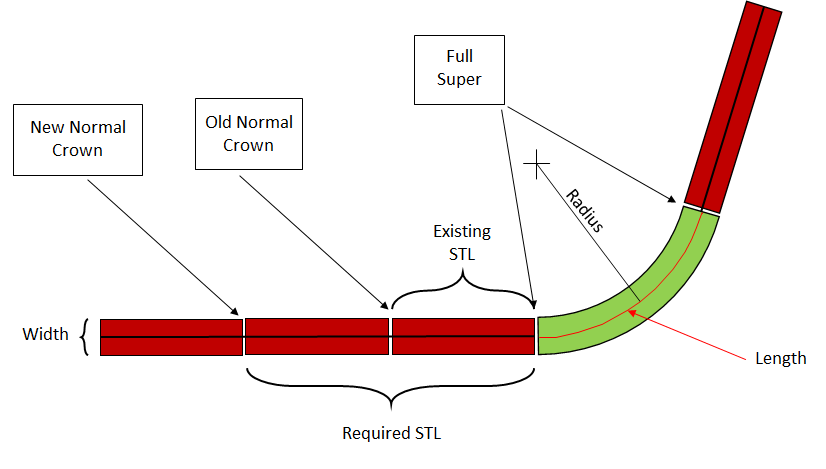 Full
Super
Old Normal
Crown
New Normal
Crown
Radius
Existing
STL
Width
Length
Required STL